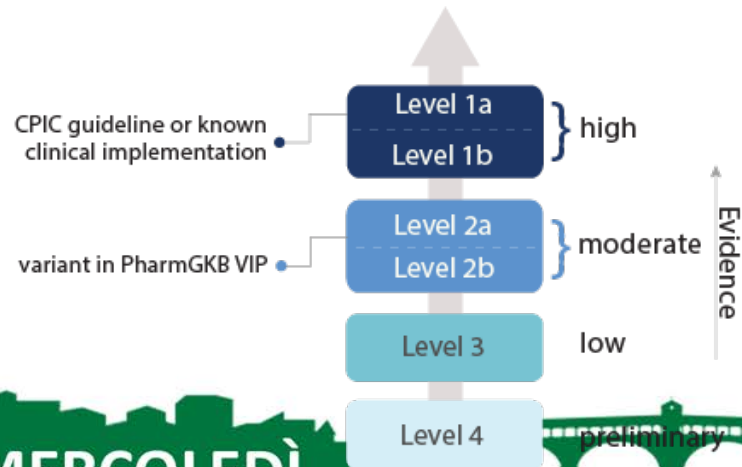 Level 1a
CPIC guideline or known
clinical implementation
high
Level 1b
Level 2a
variant in PharmGKB VIP
moderate
Level 2b
Evidence
Level 3
low
Level 4
preliminary
MERCOLEDÌ